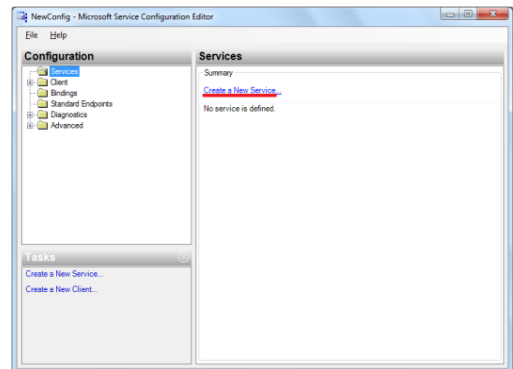 NewConfig - Microsoft Service Configuration Editor
File Help
Configuration
Services
Client
Bindings
Standard Endpoints
Diagnostics
Advanced
Services
Summary
Create a New Service...
No service is defined.
Tasks
Create a New Service...
Create a New Client...